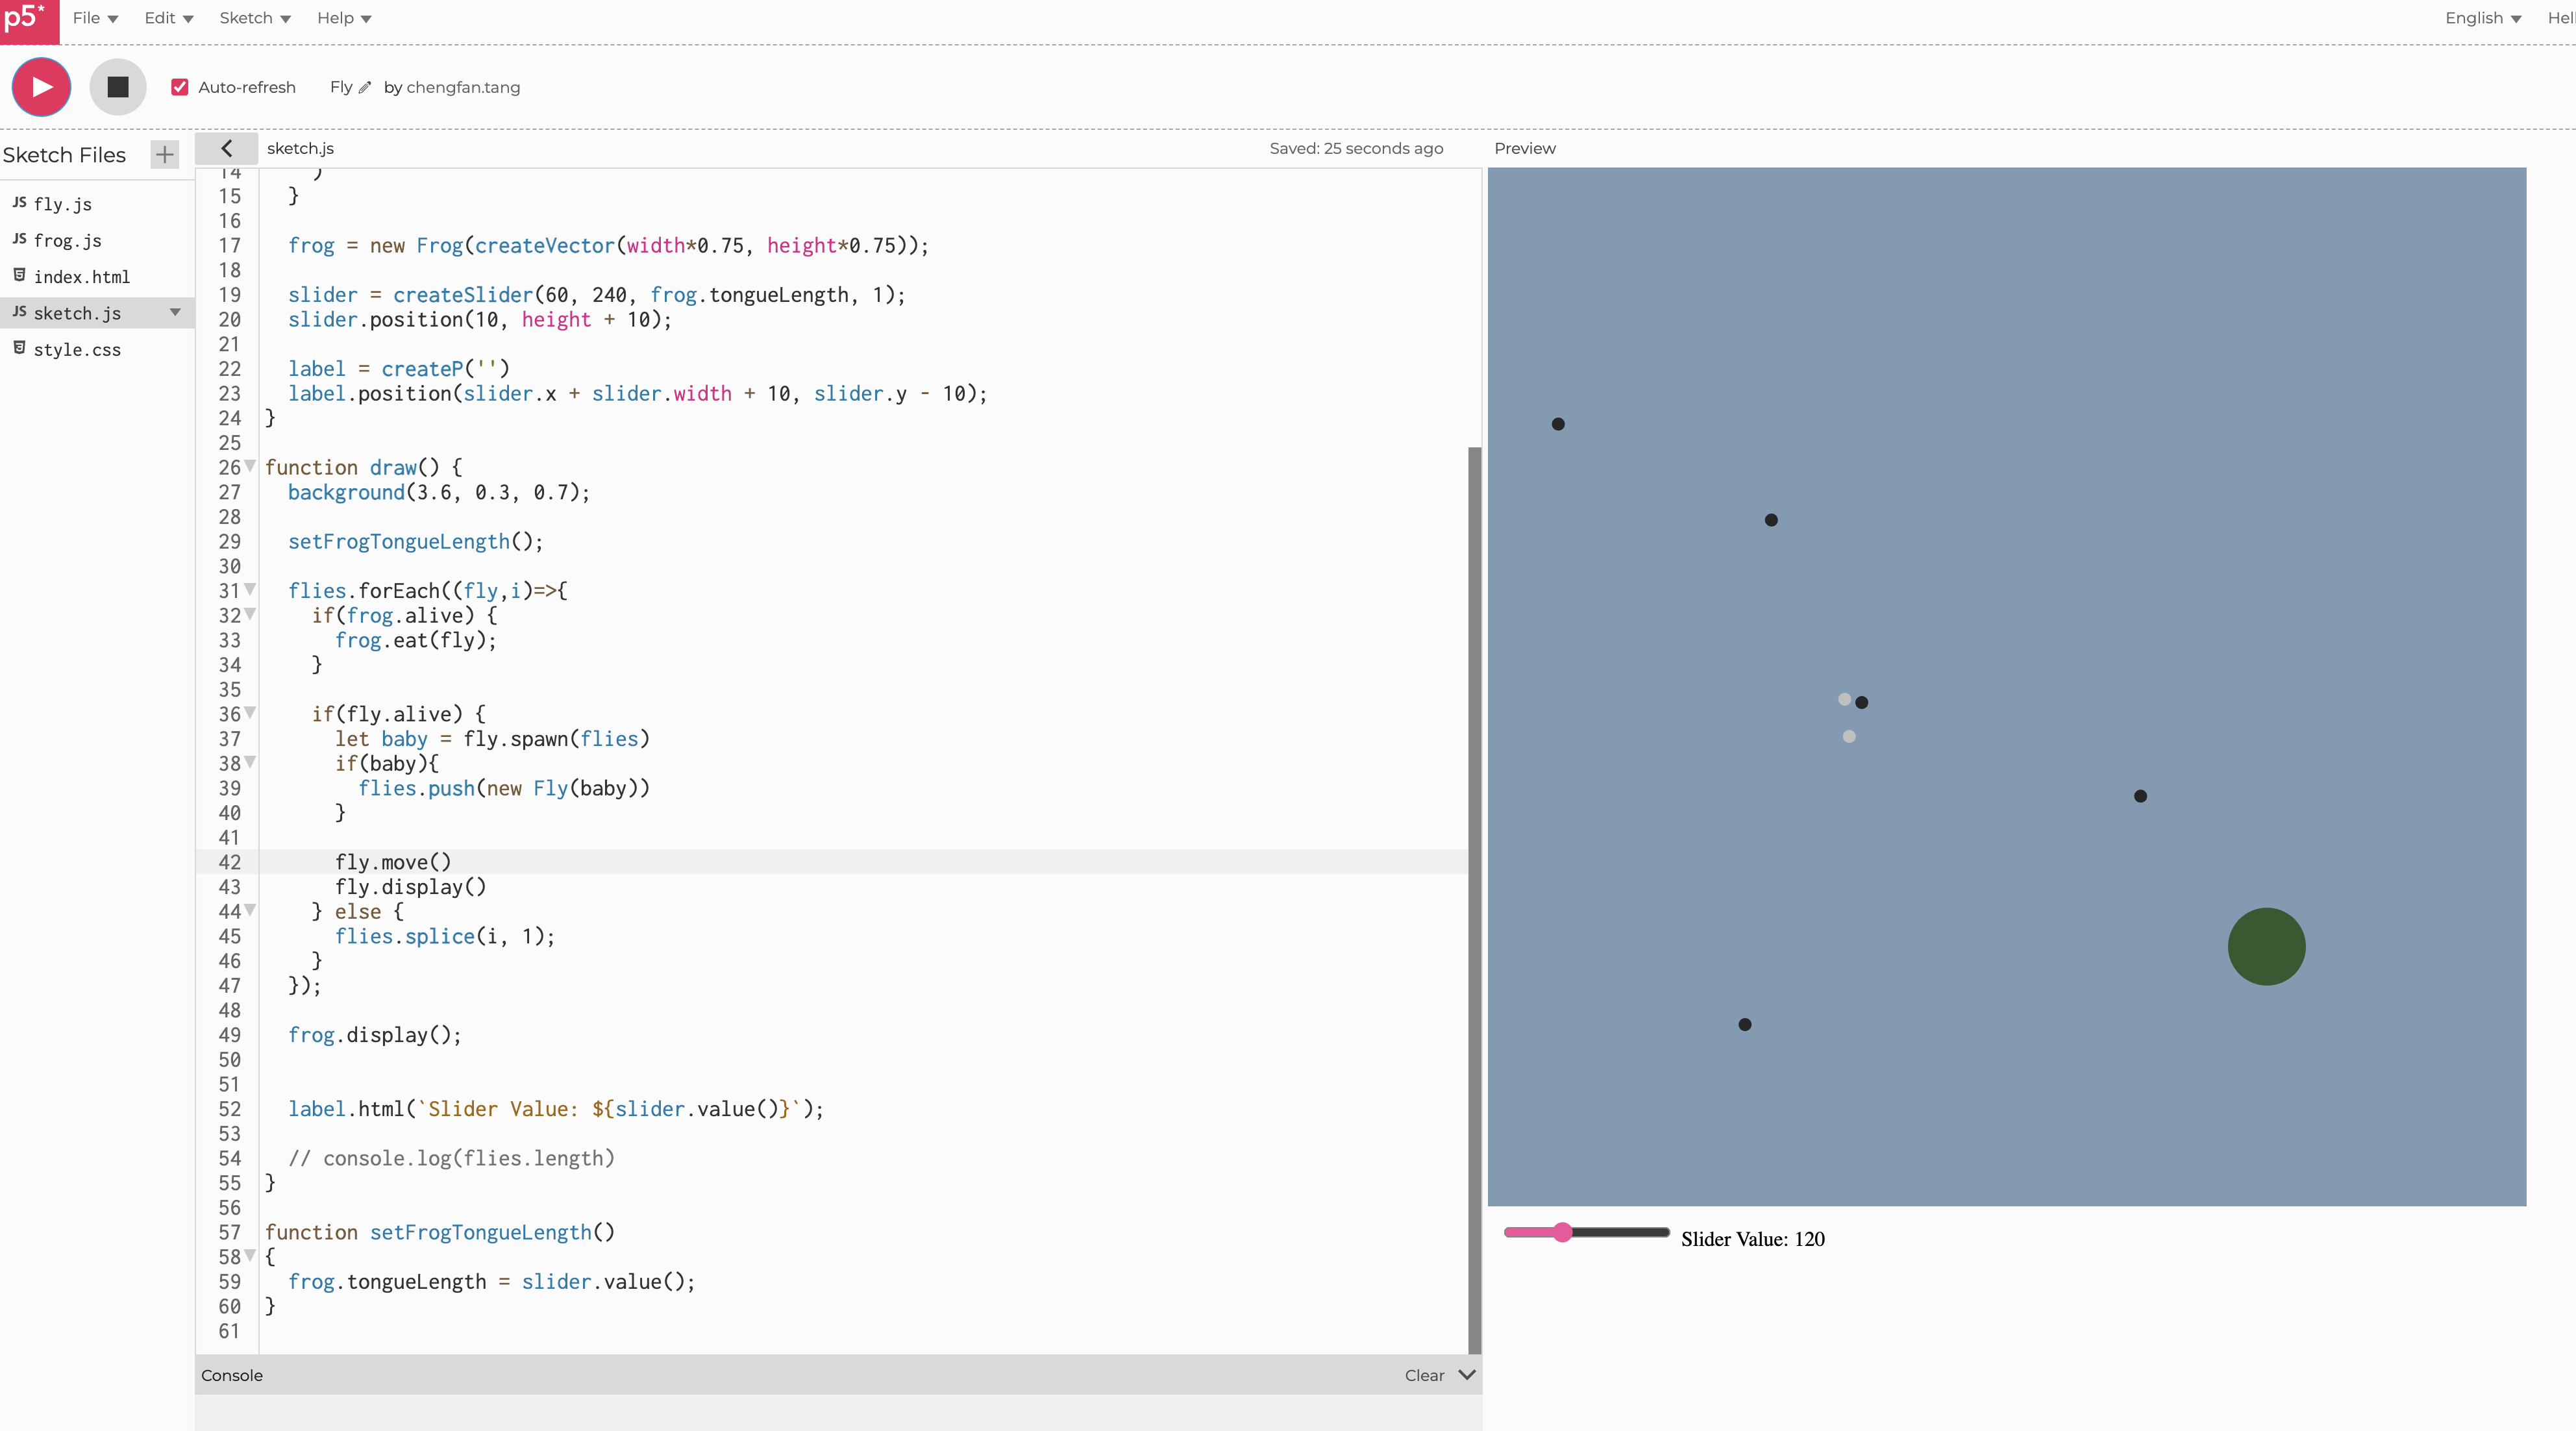 p5*
File
Edit
Sketch
Help
English
Auto-refresh
Fly
by chengfan.tang
Sketch Files
+
sketch.js
Saved: 25 seconds ago
Preview
JS fly.js
JS frog.js
index.html
JS sketch.js
style.css
14     )
15   }
16
17   frog = new Frog(createVector(width*0.75, height*0.75));
18
19   slider = createSlider(60, 240, frog.tongueLength, 1);
20   slider.position(10, height + 10);
21
22   label = createP('')
23   label.position(slider.x + slider.width + 10, slider.y - 10);
24 }
25
26 function draw() {
27   background(3.6, 0.3, 0.7);
28
29   setFrogTongueLength();
30
31   flies.forEach((fly,i)=>{
32     if(frog.alive) {
33       frog.eat(fly);
34     }
35
36     if(fly.alive) {
37       let baby = fly.spawn(flies)
38       if(baby){
39         flies.push(new Fly(baby))
40       }
41
42       fly.move()
43       fly.display()
44     } else {
45       flies.splice(i, 1);
46     }
47   });
48
49   frog.display();
50
51
52   label.html(`Slider Value: ${slider.value()}`);
53
54   // console.log(flies.length)
55 }
56
57 function setFrogTongueLength()
58 {
59   frog.tongueLength = slider.value();
60 }
61
Slider Value: 120
Console
Clear